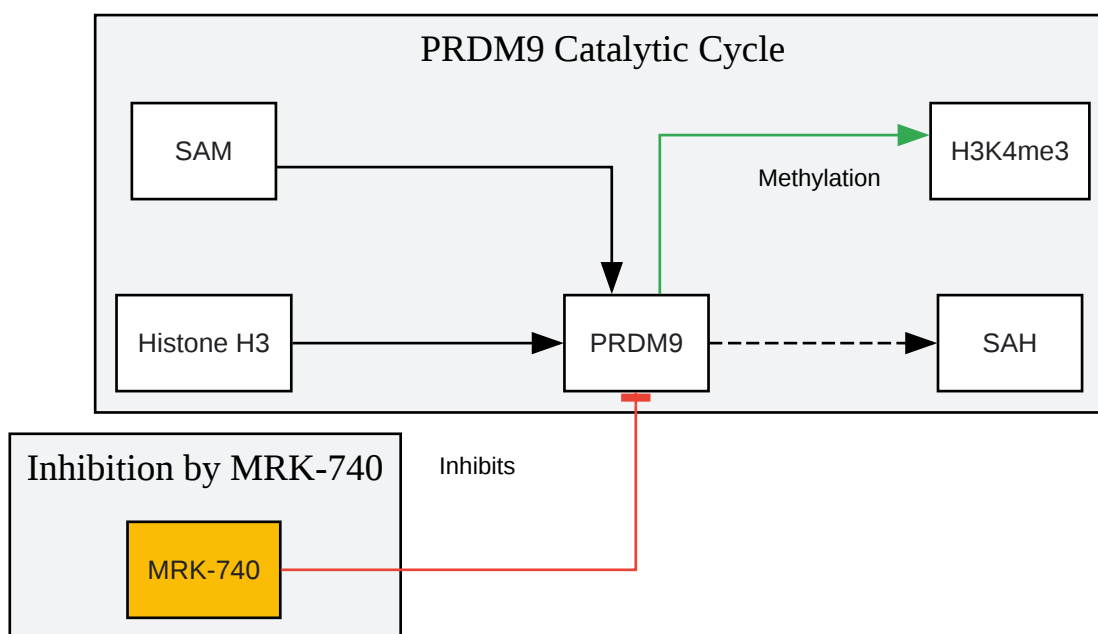 PRDM9 Catalytic Cycle
SAM
H3K4me3
Methylation
Histone H3
PRDM9
SAH
Inhibition by MRK-740
Inhibits
MRK-740